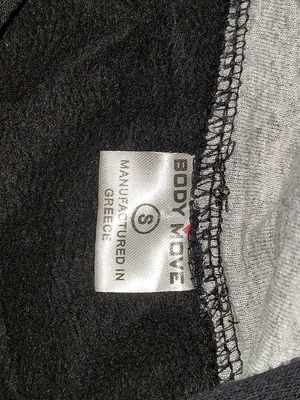 BODY MOVE
S
MANUFACTURED IN
GREECE